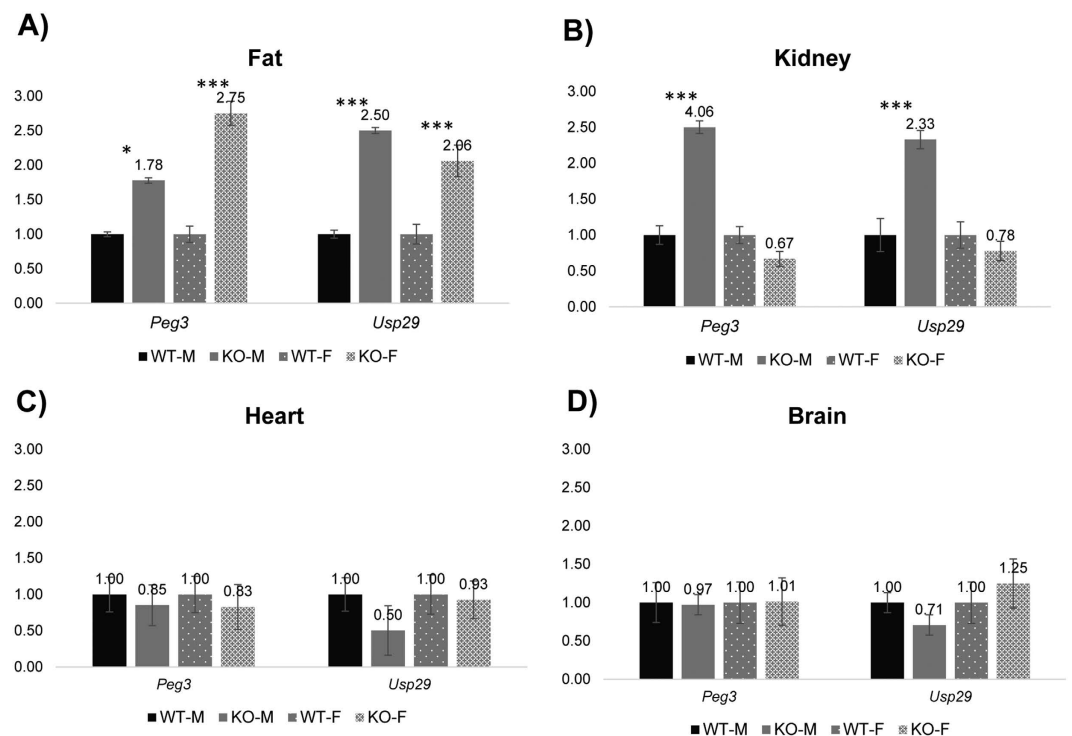 A)
Fat
3.00
2.50
2.00
1.50
1.00
0.50
0.00
*
1.78
***
2.75
***
2.50
***
2.06
Peg3
Usp29
WT-M KO-M WT-F KO-F
B)
Kidney
3.00
2.50
2.00
1.50
1.00
0.50
0.00
***
4.06
0.67
***
2.33
0.78
Peg3
Usp29
WT-M KO-M WT-F KO-F
C)
Heart
3.00
2.50
2.00
1.50
1.00
0.50
0.00
1.00 0.85 1.00 0.83
1.00 0.50 1.00 0.93
Peg3
Usp29
WT-M KO-M WT-F KO-F
D)
Brain
3.00
2.50
2.00
1.50
1.00
0.50
0.00
1.00 0.97 1.00 1.01
1.00 0.71 1.00 1.25
Peg3
Usp29
WT-M KO-M WT-F KO-F